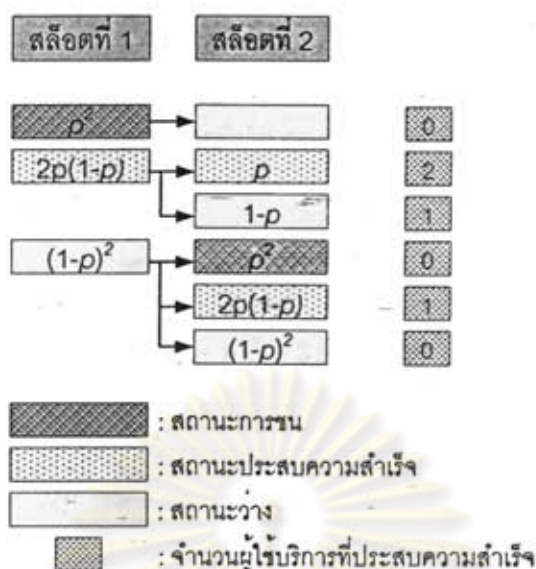 สล็อตที่ 1 สล็อตที่ 2
p² 0
2p(1-p) p 2
1-p 1
(1-p)² p² 0
2p(1-p) 1
(1-p)² 0
: สถานะการชน
: สถานะประสบความสำเร็จ
: สถานะว่าง
: จำนวนผู้ใช้บริการที่ประสบความสำเร็จ